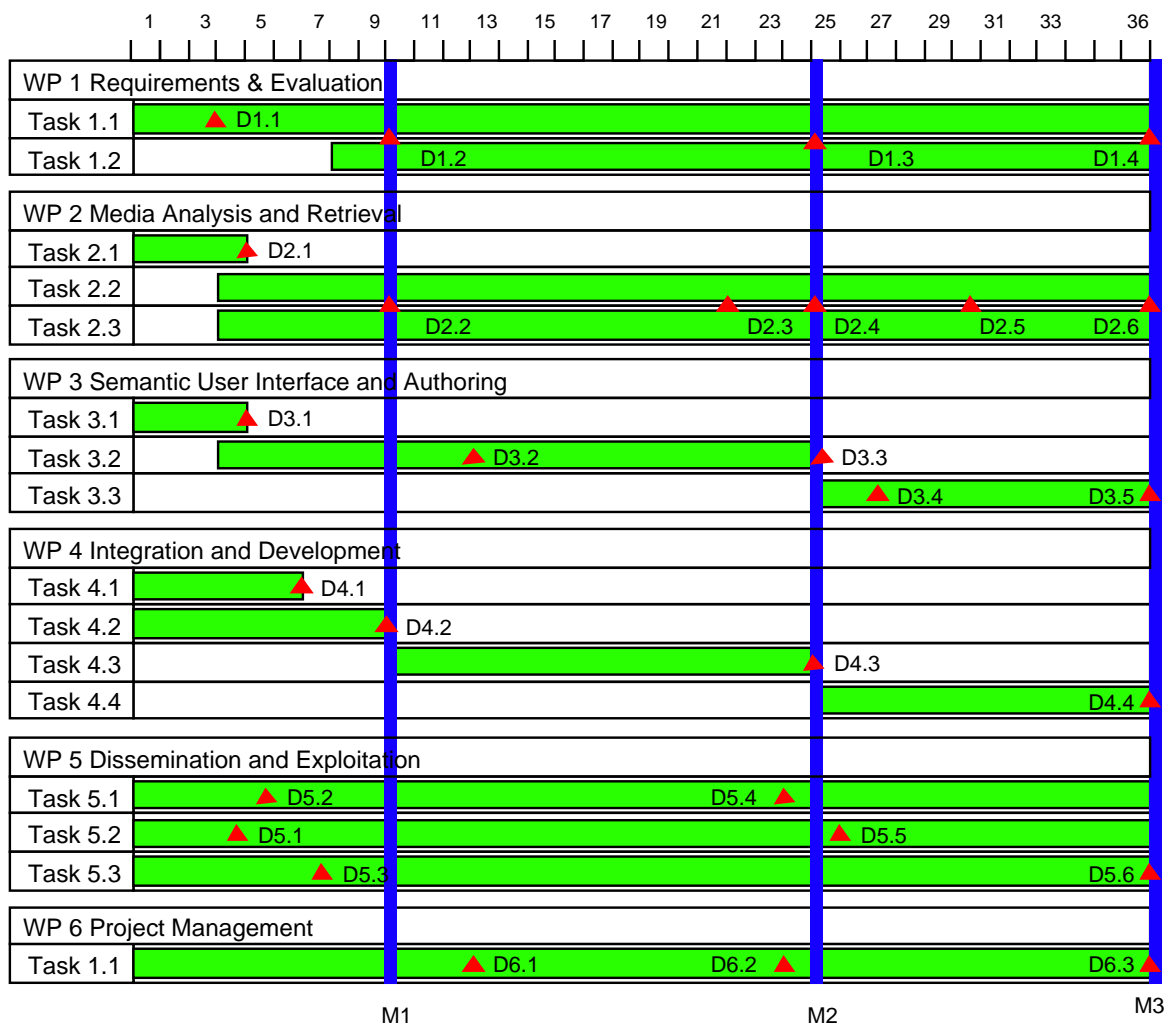 1 3 5 7 9 11 13 15 17 19 21 23 25 27 29 31 33 36
WP 1 Requirements & Evaluation
Task 1.1 D1.1
Task 1.2 D1.2 D1.3 D1.4
WP 2 Media Analysis and Retrieval
Task 2.1 D2.1
Task 2.2
Task 2.3 D2.2 D2.3 D2.4 D2.5 D2.6
WP 3 Semantic User Interface and Authoring
Task 3.1 D3.1
Task 3.2 D3.2 D3.3
Task 3.3 D3.4 D3.5
WP 4 Integration and Development
Task 4.1 D4.1
Task 4.2 D4.2
Task 4.3 D4.3
Task 4.4 D4.4
WP 5 Dissemination and Exploitation
Task 5.1 D5.2 D5.4
Task 5.2 D5.1 D5.5
Task 5.3 D5.3 D5.6
WP 6 Project Management
Task 1.1 D6.1 D6.2 D6.3
M1 M2 M3